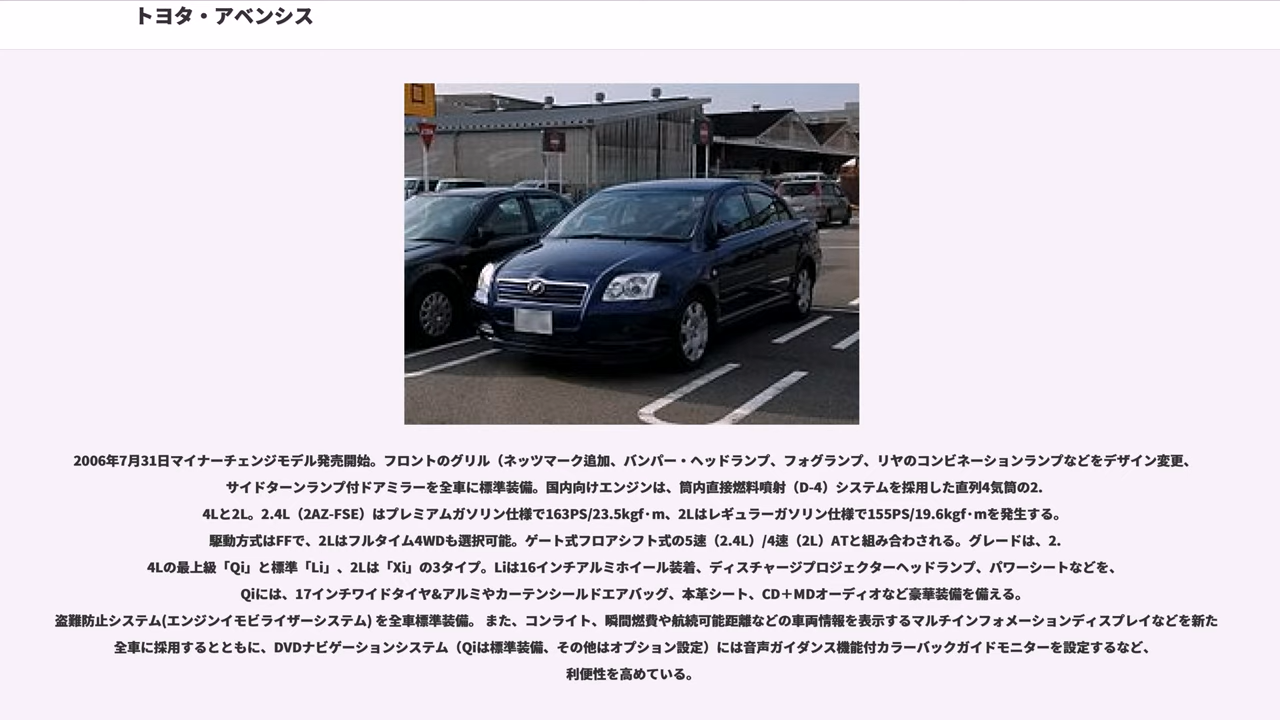 トヨタ・アベンシス
2006年7月31日マイナーチェンジモデル発売開始。フロントのグリル（ネッツマーク追加、バンパー・ヘッドランプ、フォグランプ、リヤのコンビネーションランプなどをデザイン変更、
サイドターンランプ付ドアミラーを全車に標準装備。国内向けエンジンは、筒内直接燃料噴射（D-4）システムを採用した直列4気筒の2.
4Lと2L。2.4L（2AZ-FSE）はプレミアムガソリン仕様で163PS/23.5kgf･m、2Lはレギュラーガソリン仕様で155PS/19.6kgf･mを発生する。
駆動方式はFFで、2Lはフルタイム4WDも選択可能。ゲート式フロアシフト式の5速（2.4L）/4速（2L）ATと組み合わされる。グレードは、2.
4Lの最上級「Qi」と標準「Li」、2Lは「Xi」の3タイプ。Liは16インチアルミホイール装着、ディスチャージプロジェクターヘッドランプ、パワーシートなどを、
Qiには、17インチワイドタイヤ&アルミやカーテンシールドエアバッグ、本革シート、CD＋MDオーディオなど豪華装備を備える。
盗難防止システム(エンジンイモビライザーシステム) を全車標準装備。 また、コンライト、瞬間燃費や航続可能距離などの車両情報を表示するマルチインフォメーションディスプレイなどを新た
全車に採用するとともに、DVDナビゲーションシステム（Qiは標準装備、その他はオプション設定）には音声ガイダンス機能付カラーバックガイドモニターを設定するなど、
利便性を高めている。